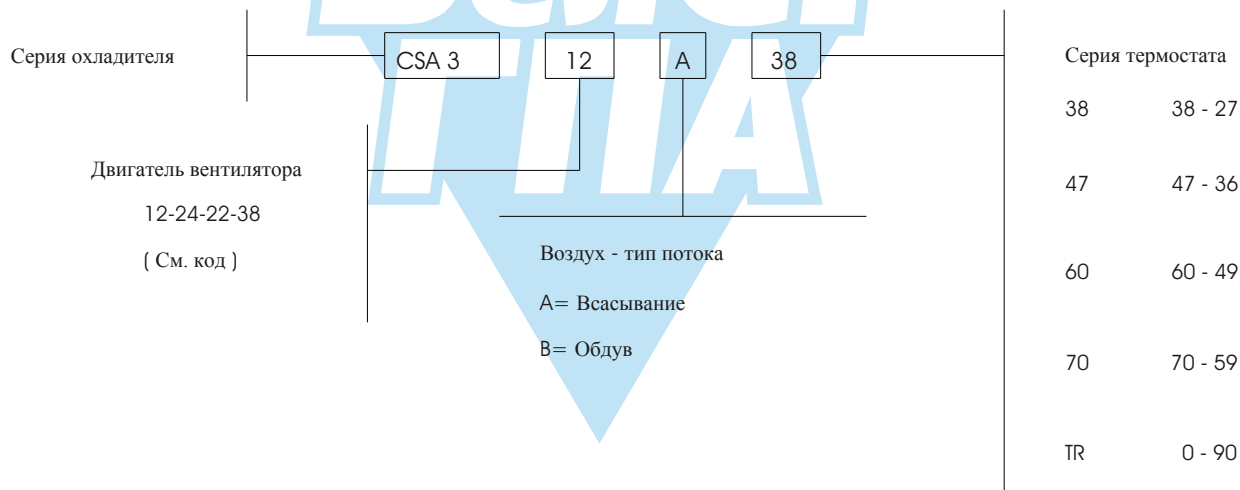 Серия охладителя
CSA 3 12 A 38
Серия термостата
38 38 - 27
47 47 - 36
60 60 - 49
70 70 - 59
TR 0 - 90
Двигатель вентилятора
12-24-22-38
( См. код )
Воздух - тип потока
A= Всасывание
B= Обдув
ГПА